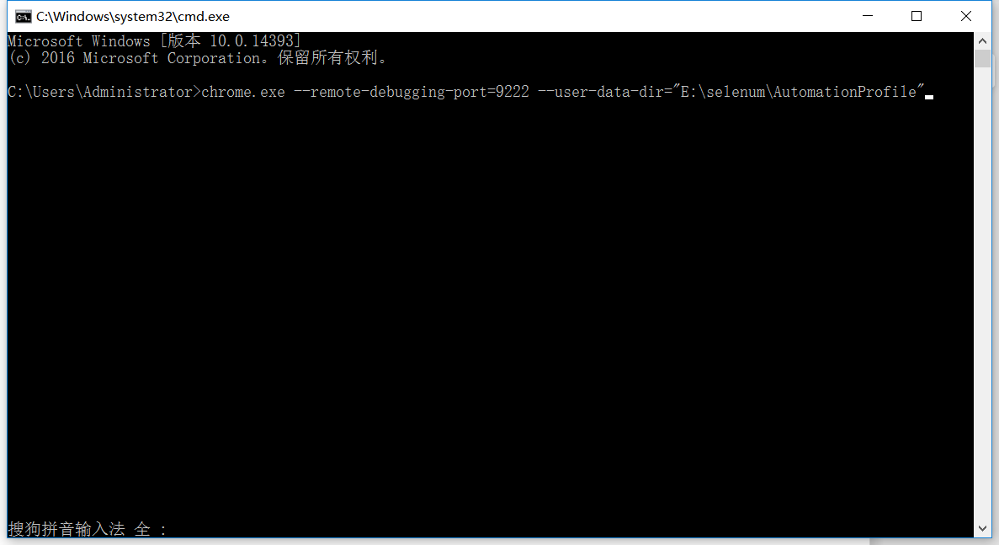 C:\Windows\system32\cmd.exe
Microsoft Windows [版本 10.0.14393]
(c) 2016 Microsoft Corporation。保留所有权利。
C:\Users\Administrator>chrome.exe --remote-debugging-port=9222 --user-data-dir="E:\selenum\AutomationProfile"
搜狗拼音输入法 全 :